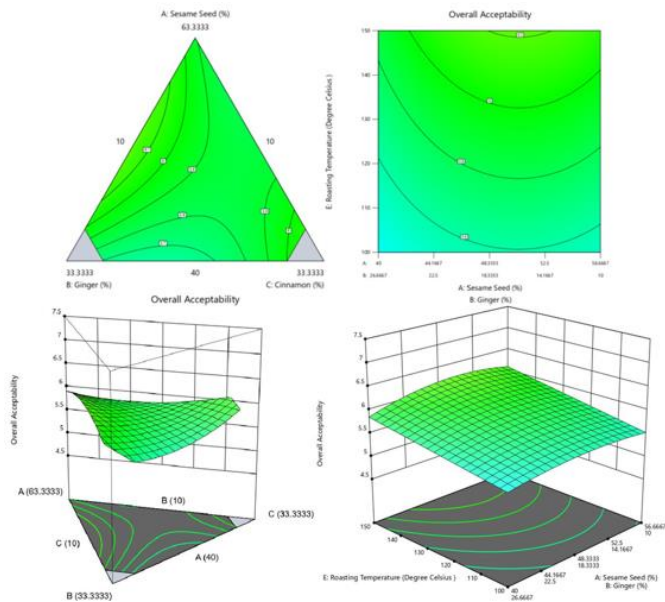 A: Sesame Seed (%)
63.3333
10
10
33.3333
40
33.3333
B: Ginger (%)
C: Cinnamon (%)
Overall Acceptability
E: Roasting Temperature (Degree Celsius)
150
140
130
100
A: 40 44.1667 48.3333 52.5 56.6667
B: 26.6667 22.5 18.3333 14.1667 10
A: Sesame Seed (%)
B: Ginger (%)
Overall Acceptability
7.5
7
6.5
6
5.5
5
4.5
A (63.3333)
B (10)
C (33.3333)
C (10)
A (40)
B (33.3333)
Overall Acceptability
7.5
7
6.5
6
5.5
5
4.5
150
140
130
120
110
100
E: Roasting Temperature (Degree Celsius )
56.6667
10
52.5
14.1667
48.3333
18.3333
44.1667
22.5
40
26.6667
A: Sesame Seed (%)
B: Ginger (%)